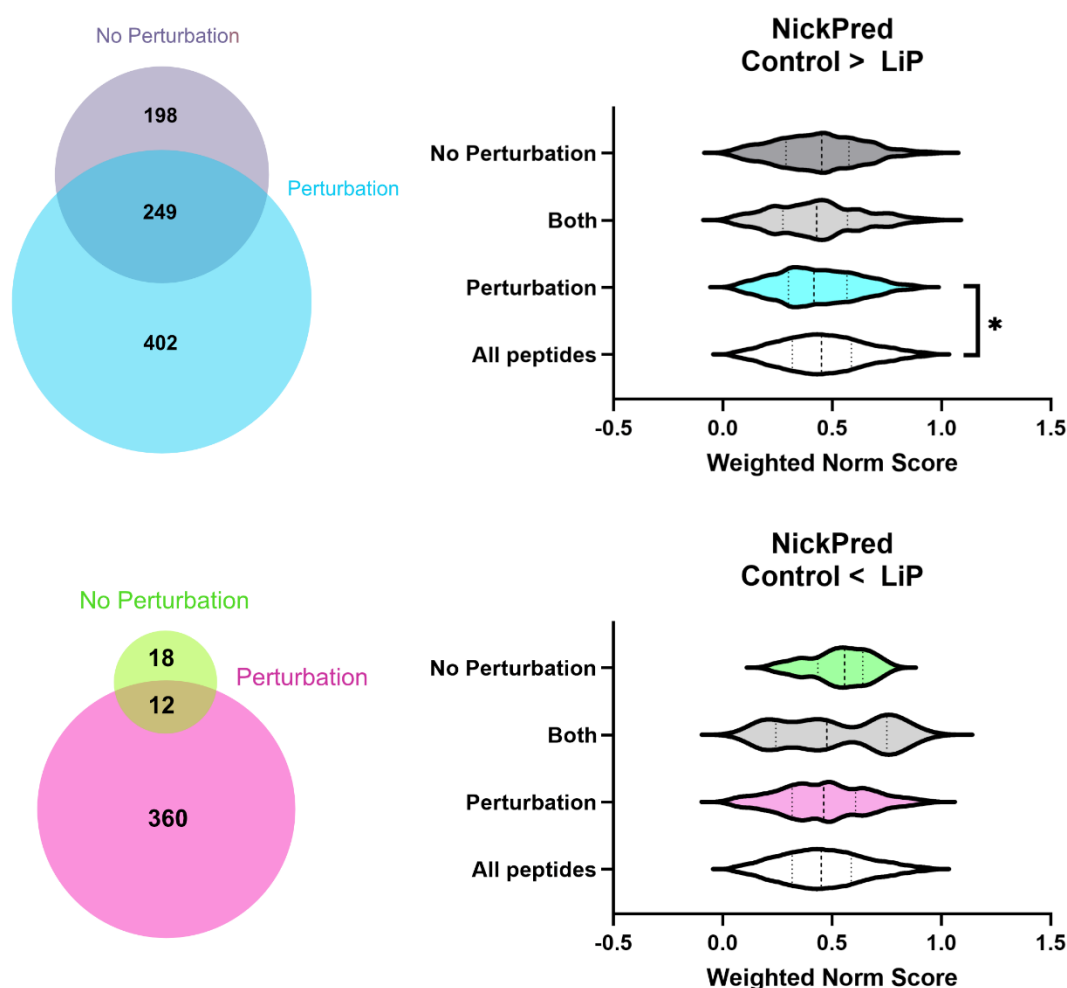 No Perturbation
198
249
402
Perturbation
NickPred
Control > LiP
No Perturbation
Both
Perturbation
All peptides
*
-0.5 0.0 0.5 1.0 1.5
Weighted Norm Score
No Perturbation
18
12
360
Perturbation
NickPred
Control < LiP
No Perturbation
Both
Perturbation
All peptides
-0.5 0.0 0.5 1.0 1.5
Weighted Norm Score